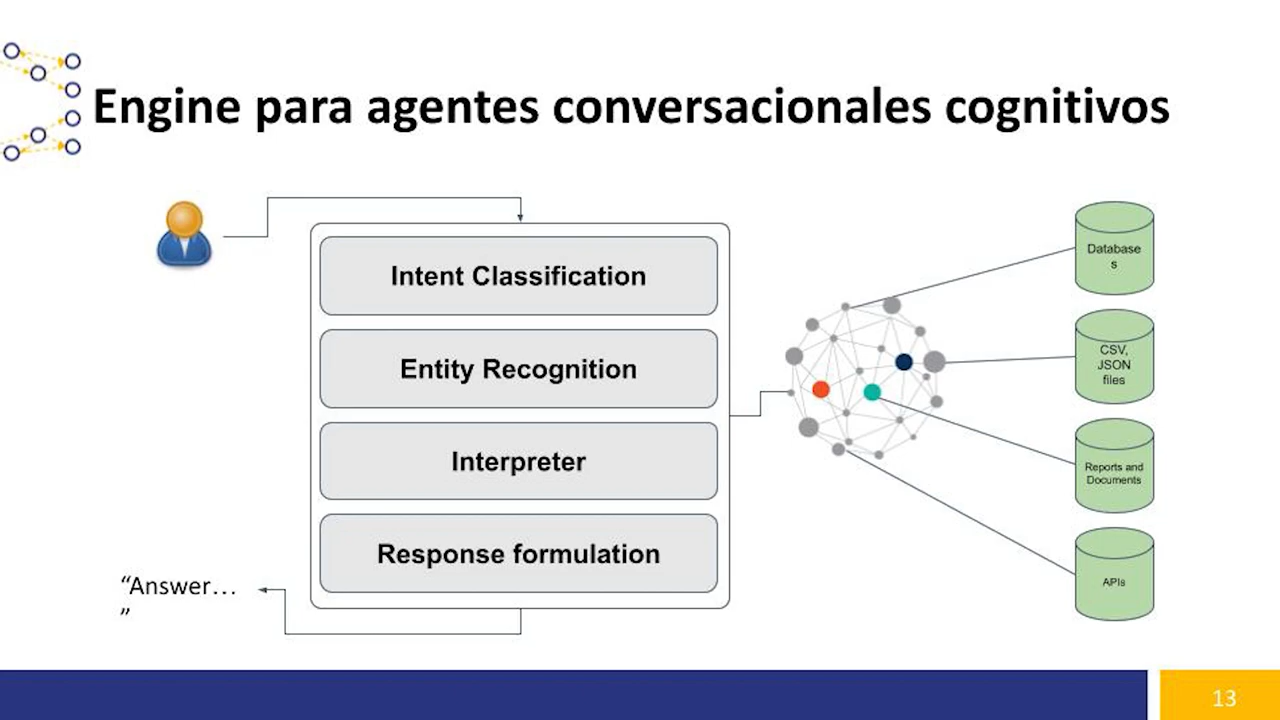 Engine para agentes conversacionales cognitivos
Intent Classification
Entity Recognition
Interpreter
Response formulation
“Answer…
”
Database
s
CSV,
JSON
files
Reports and
Documents
APIs
13